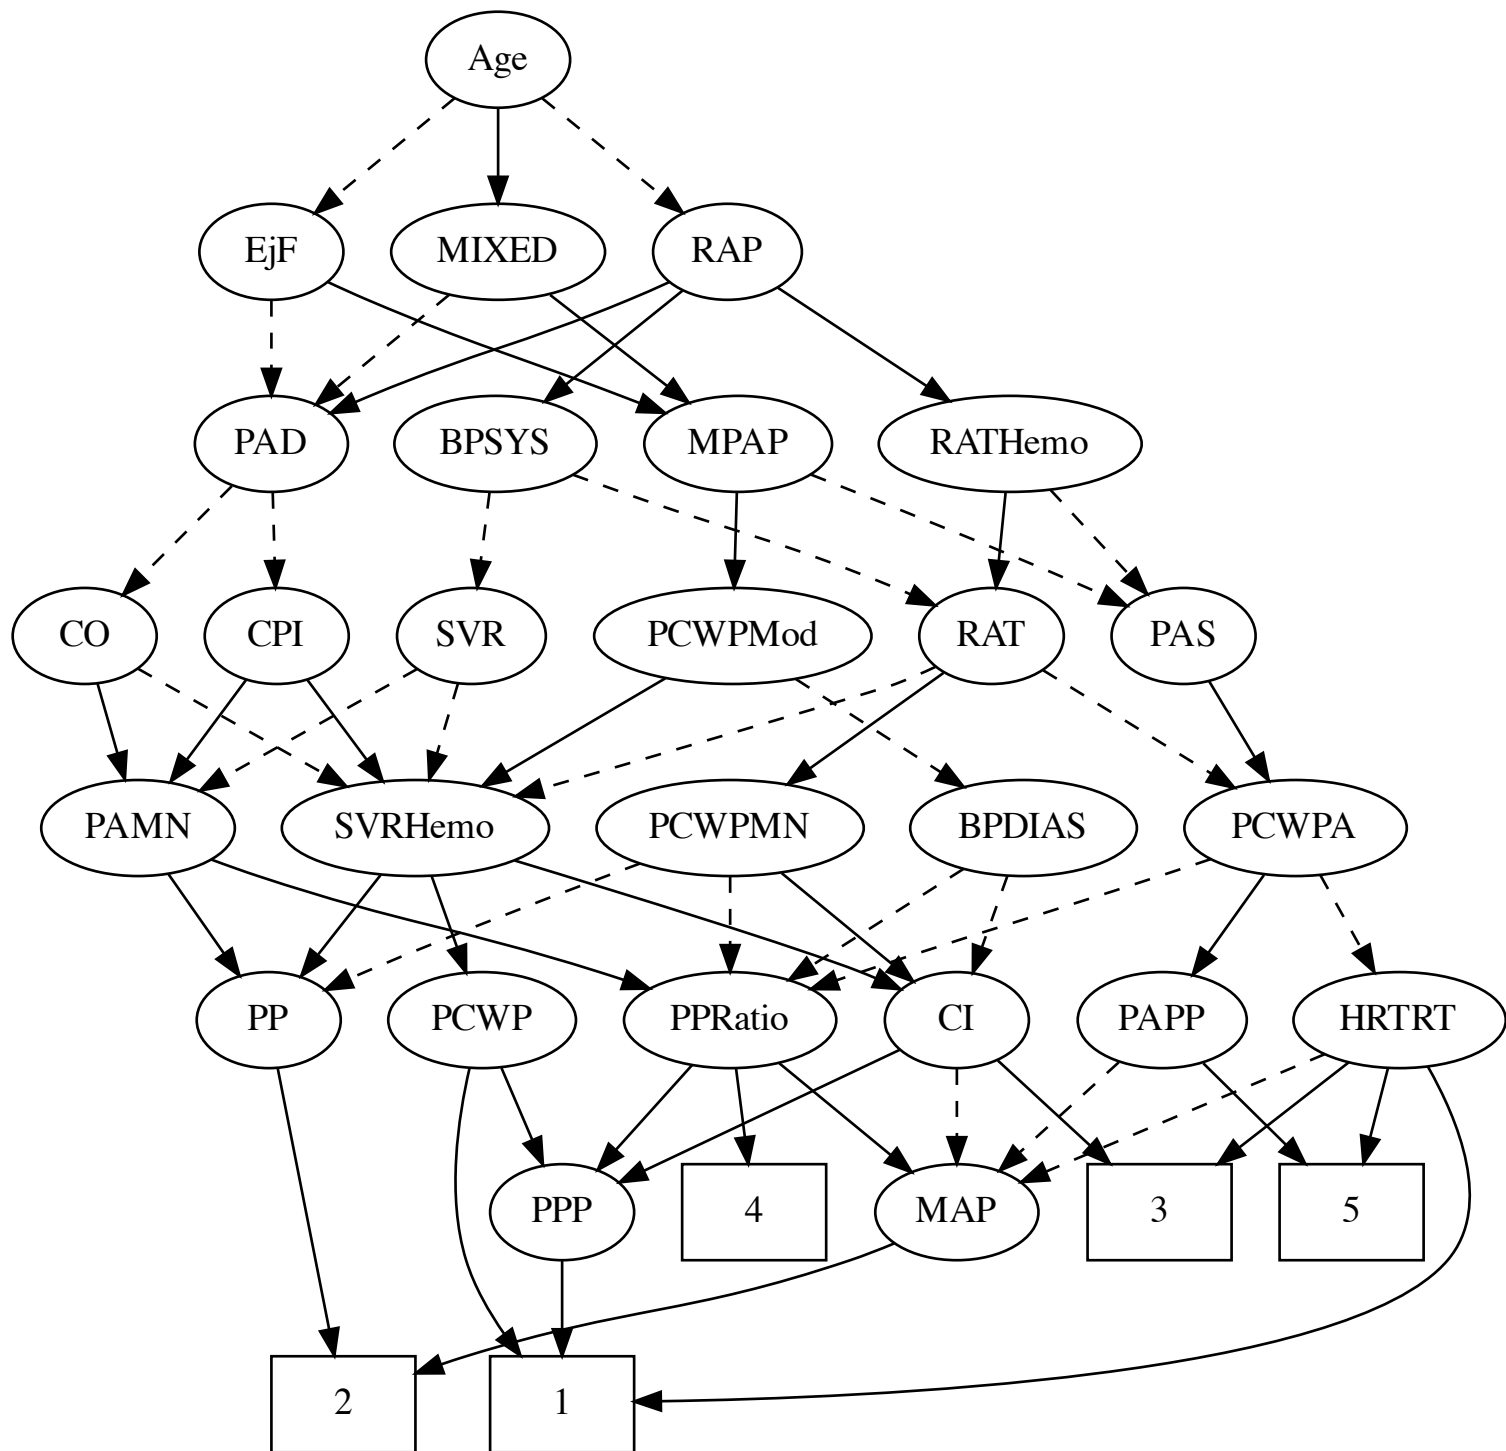 Age
EjF
MIXED
RAP
PAD
BPSYS
MPAP
RATHemo
CO
CPI
SVR
PCWPMod
RAT
PAS
PAMN
SVRHemo
PCWPMN
BPDIAS
PCWPA
PP
PCWP
PPRatio
CI
PAPP
HRTRT
PPP
4
MAP
3
5
2
1